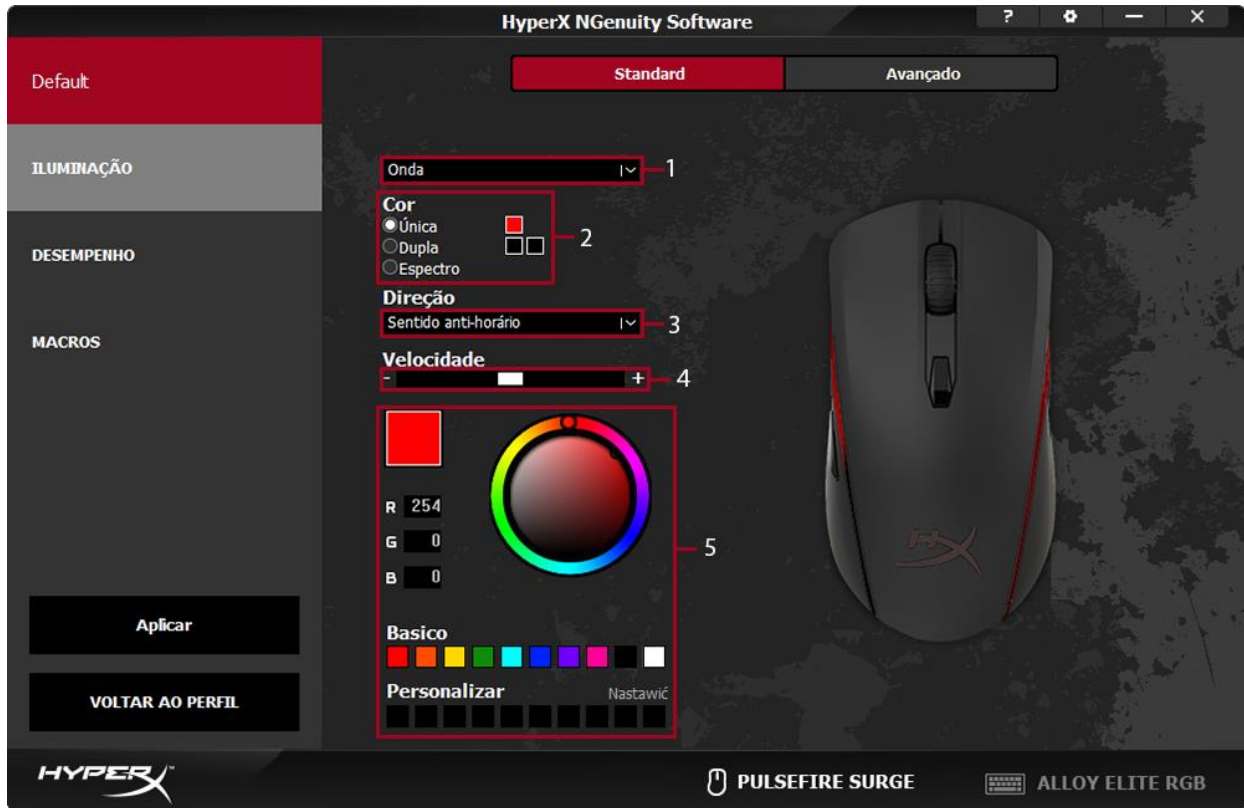 HyperX NGenuity Software
?
Default
Standard
Avançado
ILUMINAÇÃO
DESEMPENHO
MACROS
Onda
1
Cor
Única
Dupla
Espectro
2
Direção
Sentido anti-horário
3
Velocidade
- +
4
R 254
G 0
B 0
5
Basico
Personalizar
Nastawić
Aplicar
VOLTAR AO PERFIL
HYPERX™
PULSEFIRE SURGE
ALLOY ELITE RGB